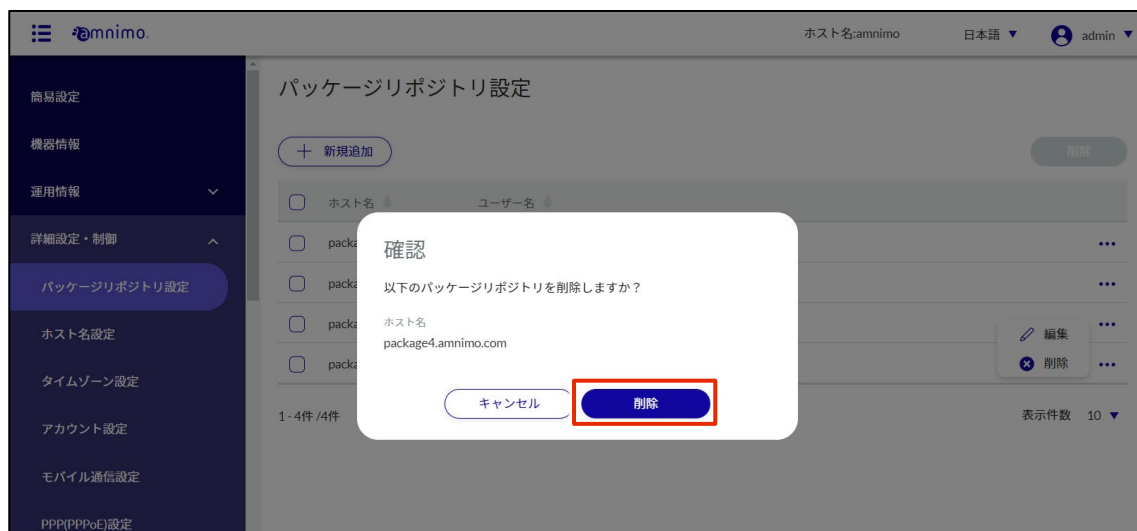 amnimo.
ホスト名:amnimo
日本語 ▼
admin ▼
簡易設定
機器情報
運用情報
詳細設定・制御
パッケージリポジトリ設定
ホスト名設定
タイムゾーン設定
アカウント設定
モバイル通信設定
PPP(PPPoE)設定
パッケージリポジトリ設定
新規追加
削除
ホスト名
ユーザー名
packa
packa
packa
packa
編集
削除
1 - 4件 /4件
表示件数 10 ▼
確認
以下のパッケージリポジトリを削除しますか？
ホスト名
package4.amnimo.com
キャンセル
削除